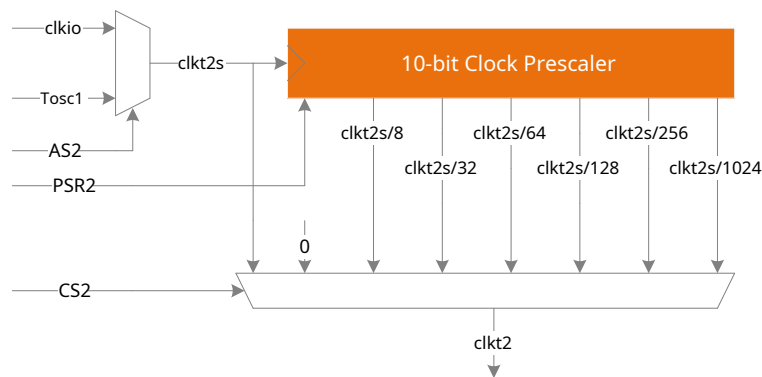 clkio
clkt2s
10-bit Clock Prescaler
Tosc1
AS2
PSR2
clkt2s/8
clkt2s/64
clkt2s/256
clkt2s/32
clkt2s/128
clkt2s/1024
0
CS2
clkt2